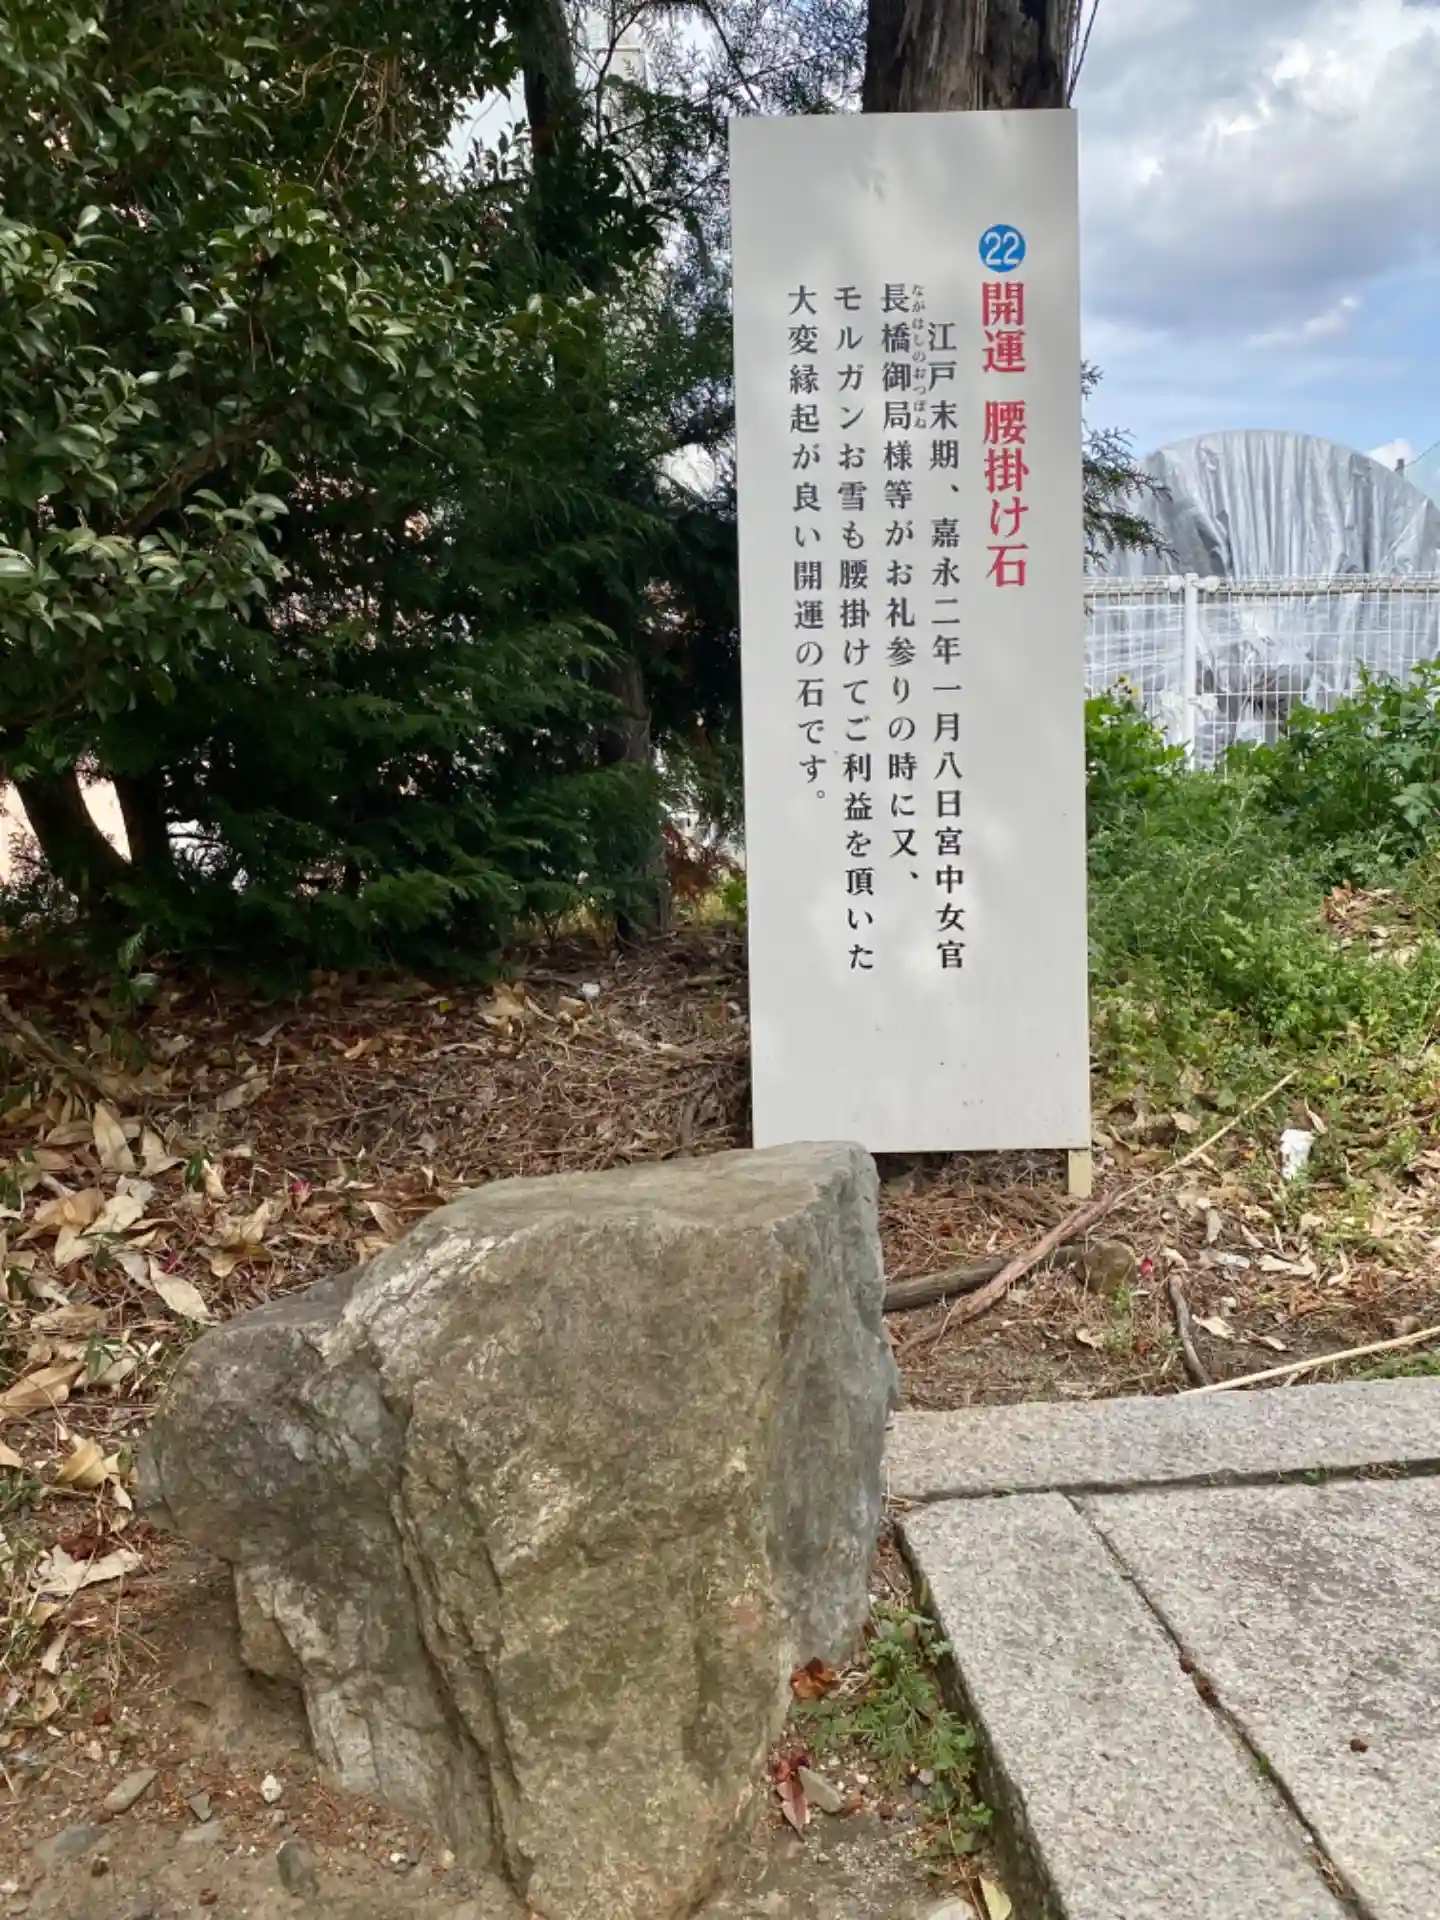 22 開運 腰掛け石
江戸末期、嘉永二年一月八日宮中女官
ながはしのおつぼね
長橋御局様等がお礼参りの時に又、
モルガンお雪も腰掛けてご利益を頂いた
大変縁起が良い開運の石です。